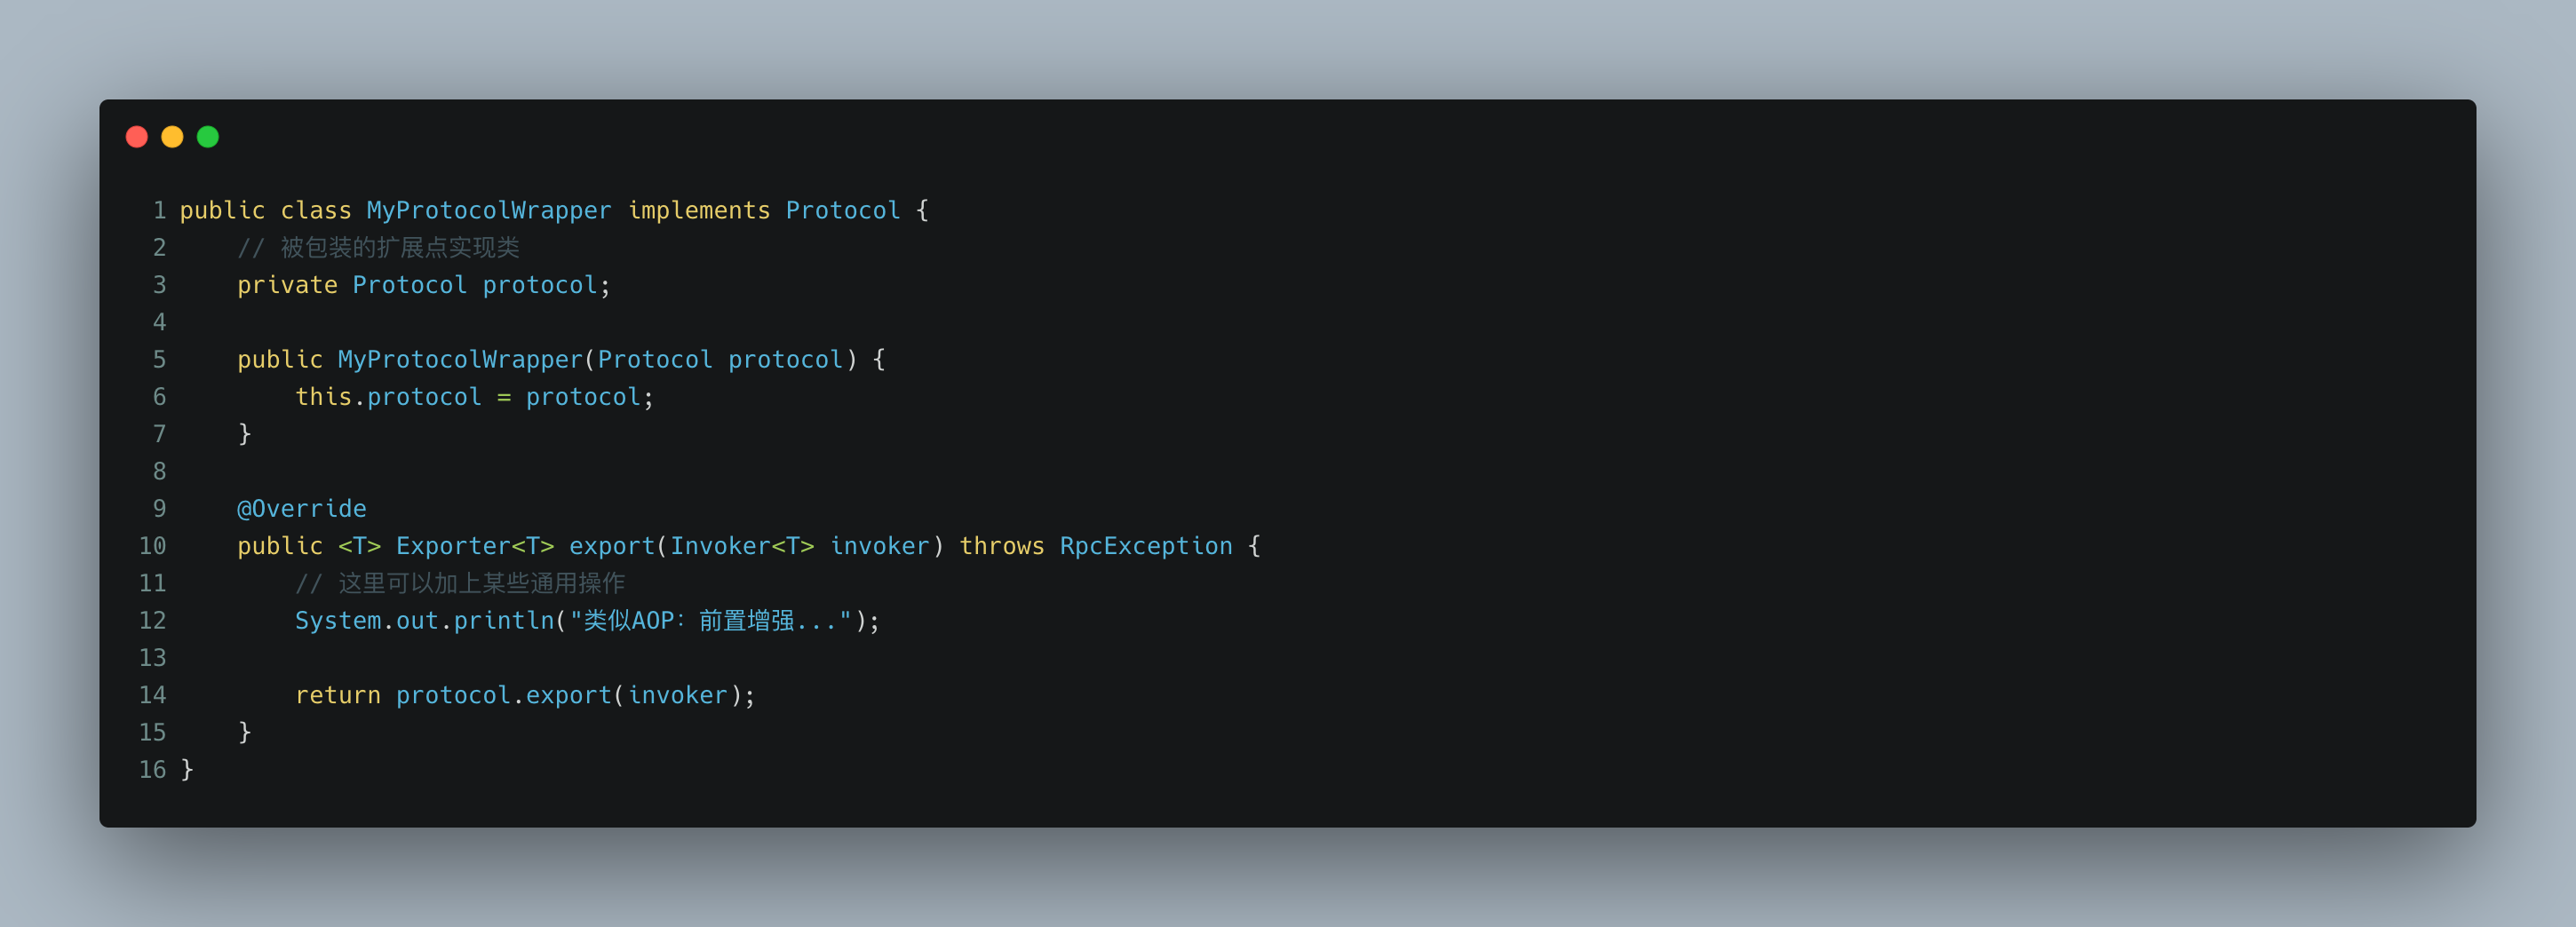 1 public class MyProtocolWrapper implements Protocol {
2     // 被包装的扩展点实现类
3     private Protocol protocol;
4
5     public MyProtocolWrapper(Protocol protocol) {
6         this.protocol = protocol;
7     }
8
9     @Override
10     public <T> Exporter<T> export(Invoker<T> invoker) throws RpcException {
11         // 这里可以加上某些通用操作
12         System.out.println("类似AOP：前置增强...");
13
14         return protocol.export(invoker);
15     }
16 }